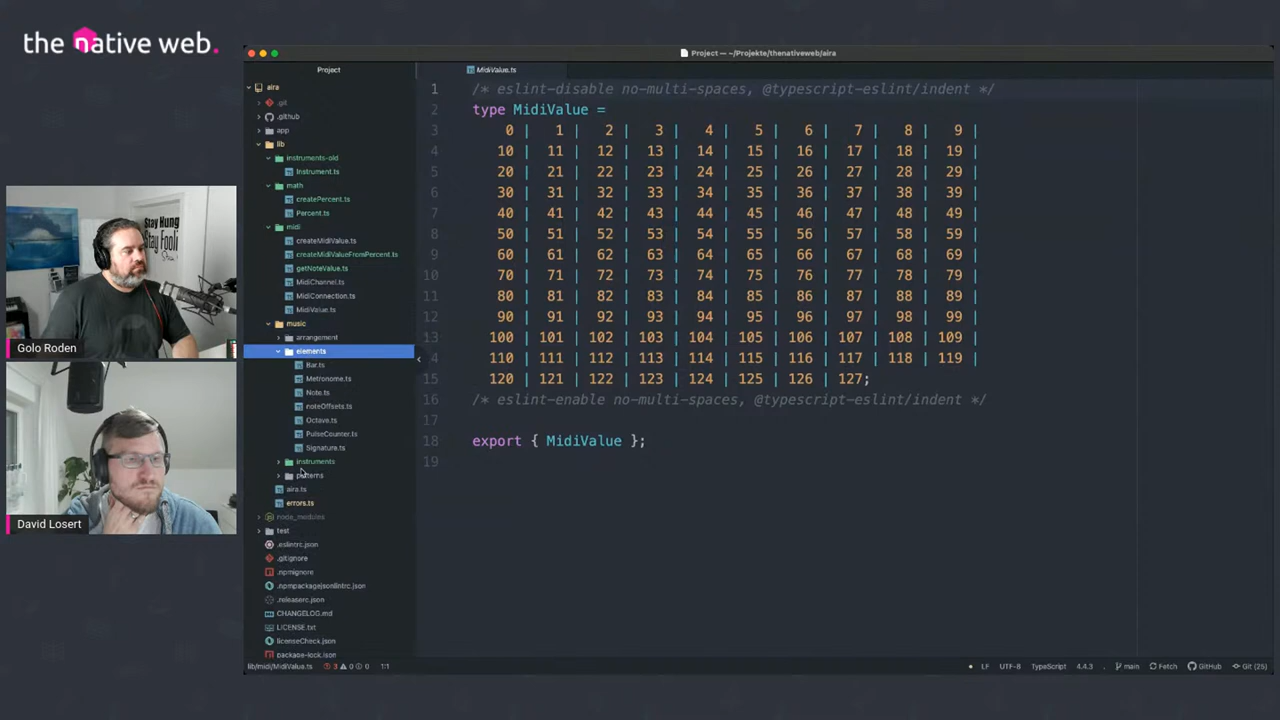 the native web.
Project — ~/Projekte/thenativeweb/aira
Project
MidiValue.ts
aira
.git
.github
app
lib
instruments-old
Instrument.ts
math
createPercent.ts
Percent.ts
midi
createMidiValue.ts
createMidiValueFromPercent.ts
getNoteValue.ts
MidiChannel.ts
MidiConnection.ts
MidiValue.ts
music
arrangement
elements
Bar.ts
Metronome.ts
Note.ts
noteOffsets.ts
Octave.ts
PulseCounter.ts
Signature.ts
instruments
patterns
aira.ts
errors.ts
node_modules
test
.eslintrc.json
.gitignore
.npmignore
.npmpackagejsonlintrc.json
.releaserc.json
CHANGELOG.md
LICENSE.txt
licenseCheck.json
package-lock.json
1 /* eslint-disable no-multi-spaces, @typescript-eslint/indent */
2 type MidiValue =
3 0 | 1 | 2 | 3 | 4 | 5 | 6 | 7 | 8 | 9 |
4 10 | 11 | 12 | 13 | 14 | 15 | 16 | 17 | 18 | 19 |
5 20 | 21 | 22 | 23 | 24 | 25 | 26 | 27 | 28 | 29 |
6 30 | 31 | 32 | 33 | 34 | 35 | 36 | 37 | 38 | 39 |
7 40 | 41 | 42 | 43 | 44 | 45 | 46 | 47 | 48 | 49 |
8 50 | 51 | 52 | 53 | 54 | 55 | 56 | 57 | 58 | 59 |
9 60 | 61 | 62 | 63 | 64 | 65 | 66 | 67 | 68 | 69 |
10 70 | 71 | 72 | 73 | 74 | 75 | 76 | 77 | 78 | 79 |
11 80 | 81 | 82 | 83 | 84 | 85 | 86 | 87 | 88 | 89 |
12 90 | 91 | 92 | 93 | 94 | 95 | 96 | 97 | 98 | 99 |
13 100 | 101 | 102 | 103 | 104 | 105 | 106 | 107 | 108 | 109 |
14 110 | 111 | 112 | 113 | 114 | 115 | 116 | 117 | 118 | 119 |
15 120 | 121 | 122 | 123 | 124 | 125 | 126 | 127;
16 /* eslint-enable no-multi-spaces, @typescript-eslint/indent */
17
18 export { MidiValue };
19
lib/midi/MidiValue.ts 3 0 0 1:1
LF UTF-8 TypeScript 4.4.3 main Fetch GitHub Git (25)
Stay Hung
Stay Fooli
Golo Roden
David Losert